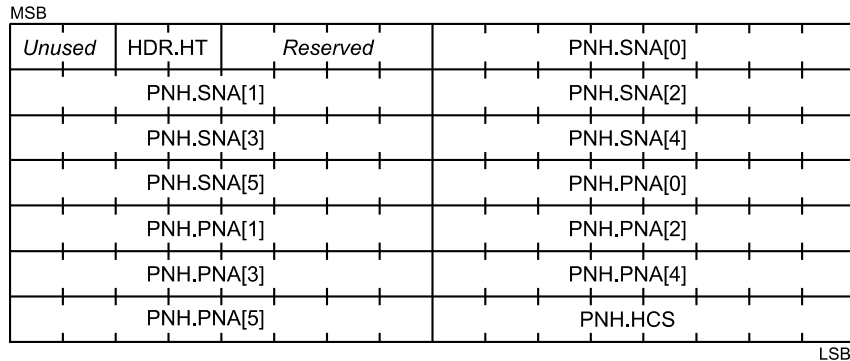 MSB
Unused HDR.HT Reserved PNH.SNA[0]
PNH.SNA[1] PNH.SNA[2]
PNH.SNA[3] PNH.SNA[4]
PNH.SNA[5] PNH.PNA[0]
PNH.PNA[1] PNH.PNA[2]
PNH.PNA[3] PNH.PNA[4]
PNH.PNA[5] PNH.HCS
LSB